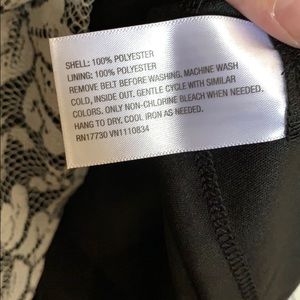 SHELL: 100% POLYESTER
LINING: 100% POLYESTER
REMOVE BELT BEFORE WASHING. MACHINE WASH
COLD, INSIDE OUT. GENTLE CYCLE WITH SIMILAR
COLORS. ONLY NON-CHLORINE BLEACH WHEN NEEDED.
HANG TO DRY. COOL IRON AS NEEDED.
RN17730 VN1110834